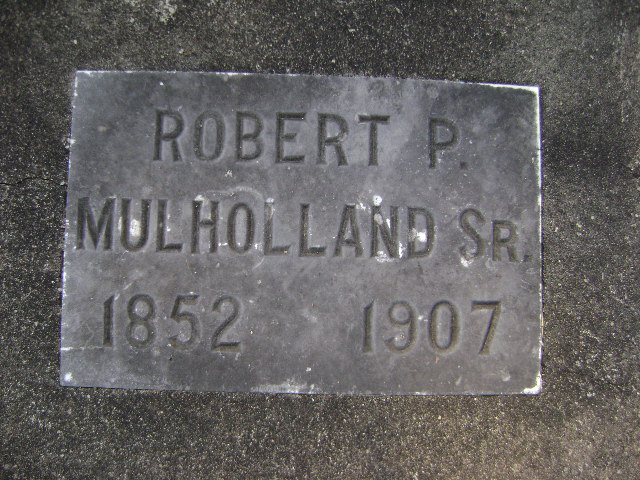 ROBERT P.
MULHOLLAND SR.
1852 1907